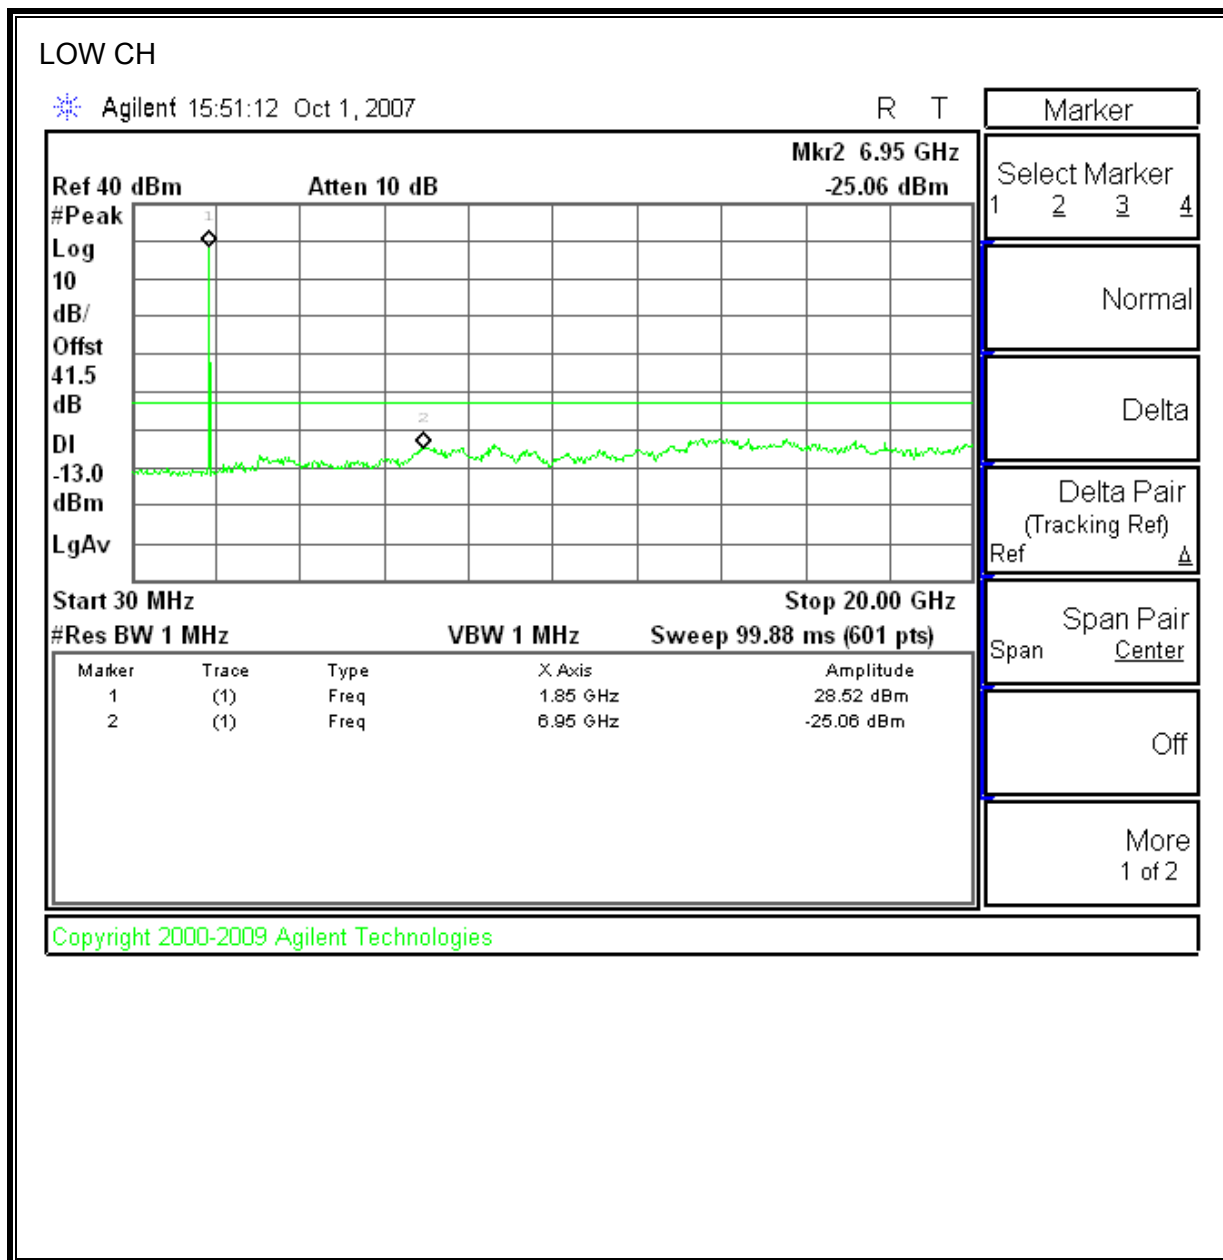 LOW CH
Agilent 15:51:12 Oct 1, 2007 R T
Mkr2 6.95 GHz
Ref 40 dBm Atten 10 dB -25.06 dBm
#Peak
Log
10
dB/
Offst
41.5
dB
DI
-13.0
dBm
LgAv
1
2
Start 30 MHz Stop 20.00 GHz
#Res BW 1 MHz VBW 1 MHz Sweep 99.88 ms (601 pts)
Marker Trace Type X Axis Amplitude
1 (1) Freq 1.85 GHz 28.52 dBm
2 (1) Freq 6.95 GHz -25.06 dBm
Marker
Select Marker
1 2 3 4
Normal
Delta
Delta Pair
(Tracking Ref)
Ref Δ
Span Pair
Span Center
Off
More
1 of 2
Copyright 2000-2009 Agilent Technologies